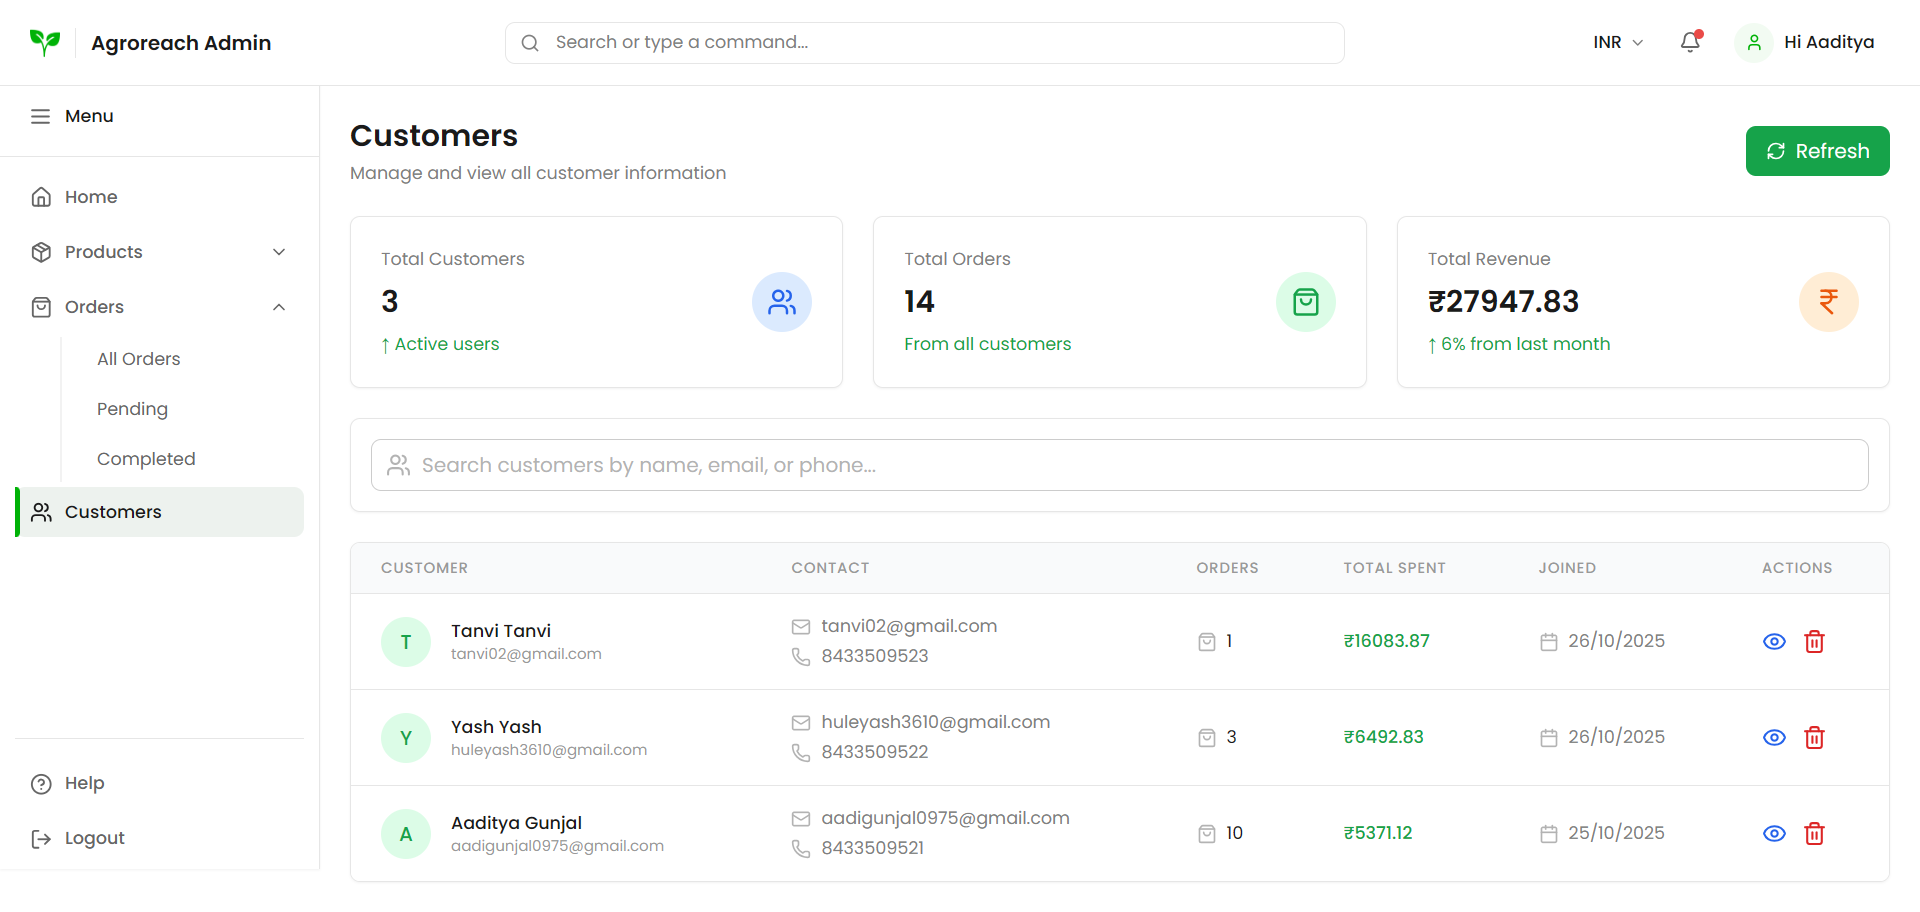 Agroreach Admin
Search or type a command...
INR
Hi Aaditya
Menu
Home
Products
Orders
All Orders
Pending
Completed
Customers
Help
Logout
Customers
Manage and view all customer information
Refresh
Total Customers
3
↑ Active users
Total Orders
14
From all customers
Total Revenue
₹27947.83
↑ 6% from last month
Search customers by name, email, or phone...
CUSTOMER CONTACT ORDERS TOTAL SPENT JOINED ACTIONS
T
Tanvi Tanvi
tanvi02@gmail.com
tanvi02@gmail.com
8433509523
1
₹16083.87
26/10/2025
Y
Yash Yash
huleyash3610@gmail.com
huleyash3610@gmail.com
8433509522
3
₹6492.83
26/10/2025
A
Aaditya Gunjal
aadigunjal0975@gmail.com
aadigunjal0975@gmail.com
8433509521
10
₹5371.12
25/10/2025